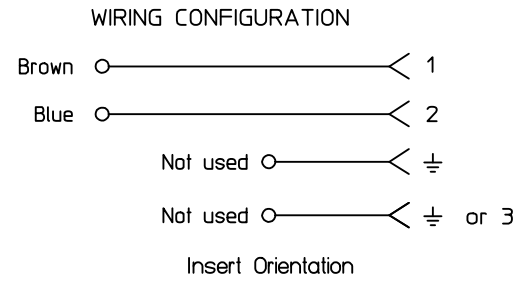 WIRING CONFIGURATION
Brown 1
Blue 2
Not used
Not used or 3
Insert Orientation